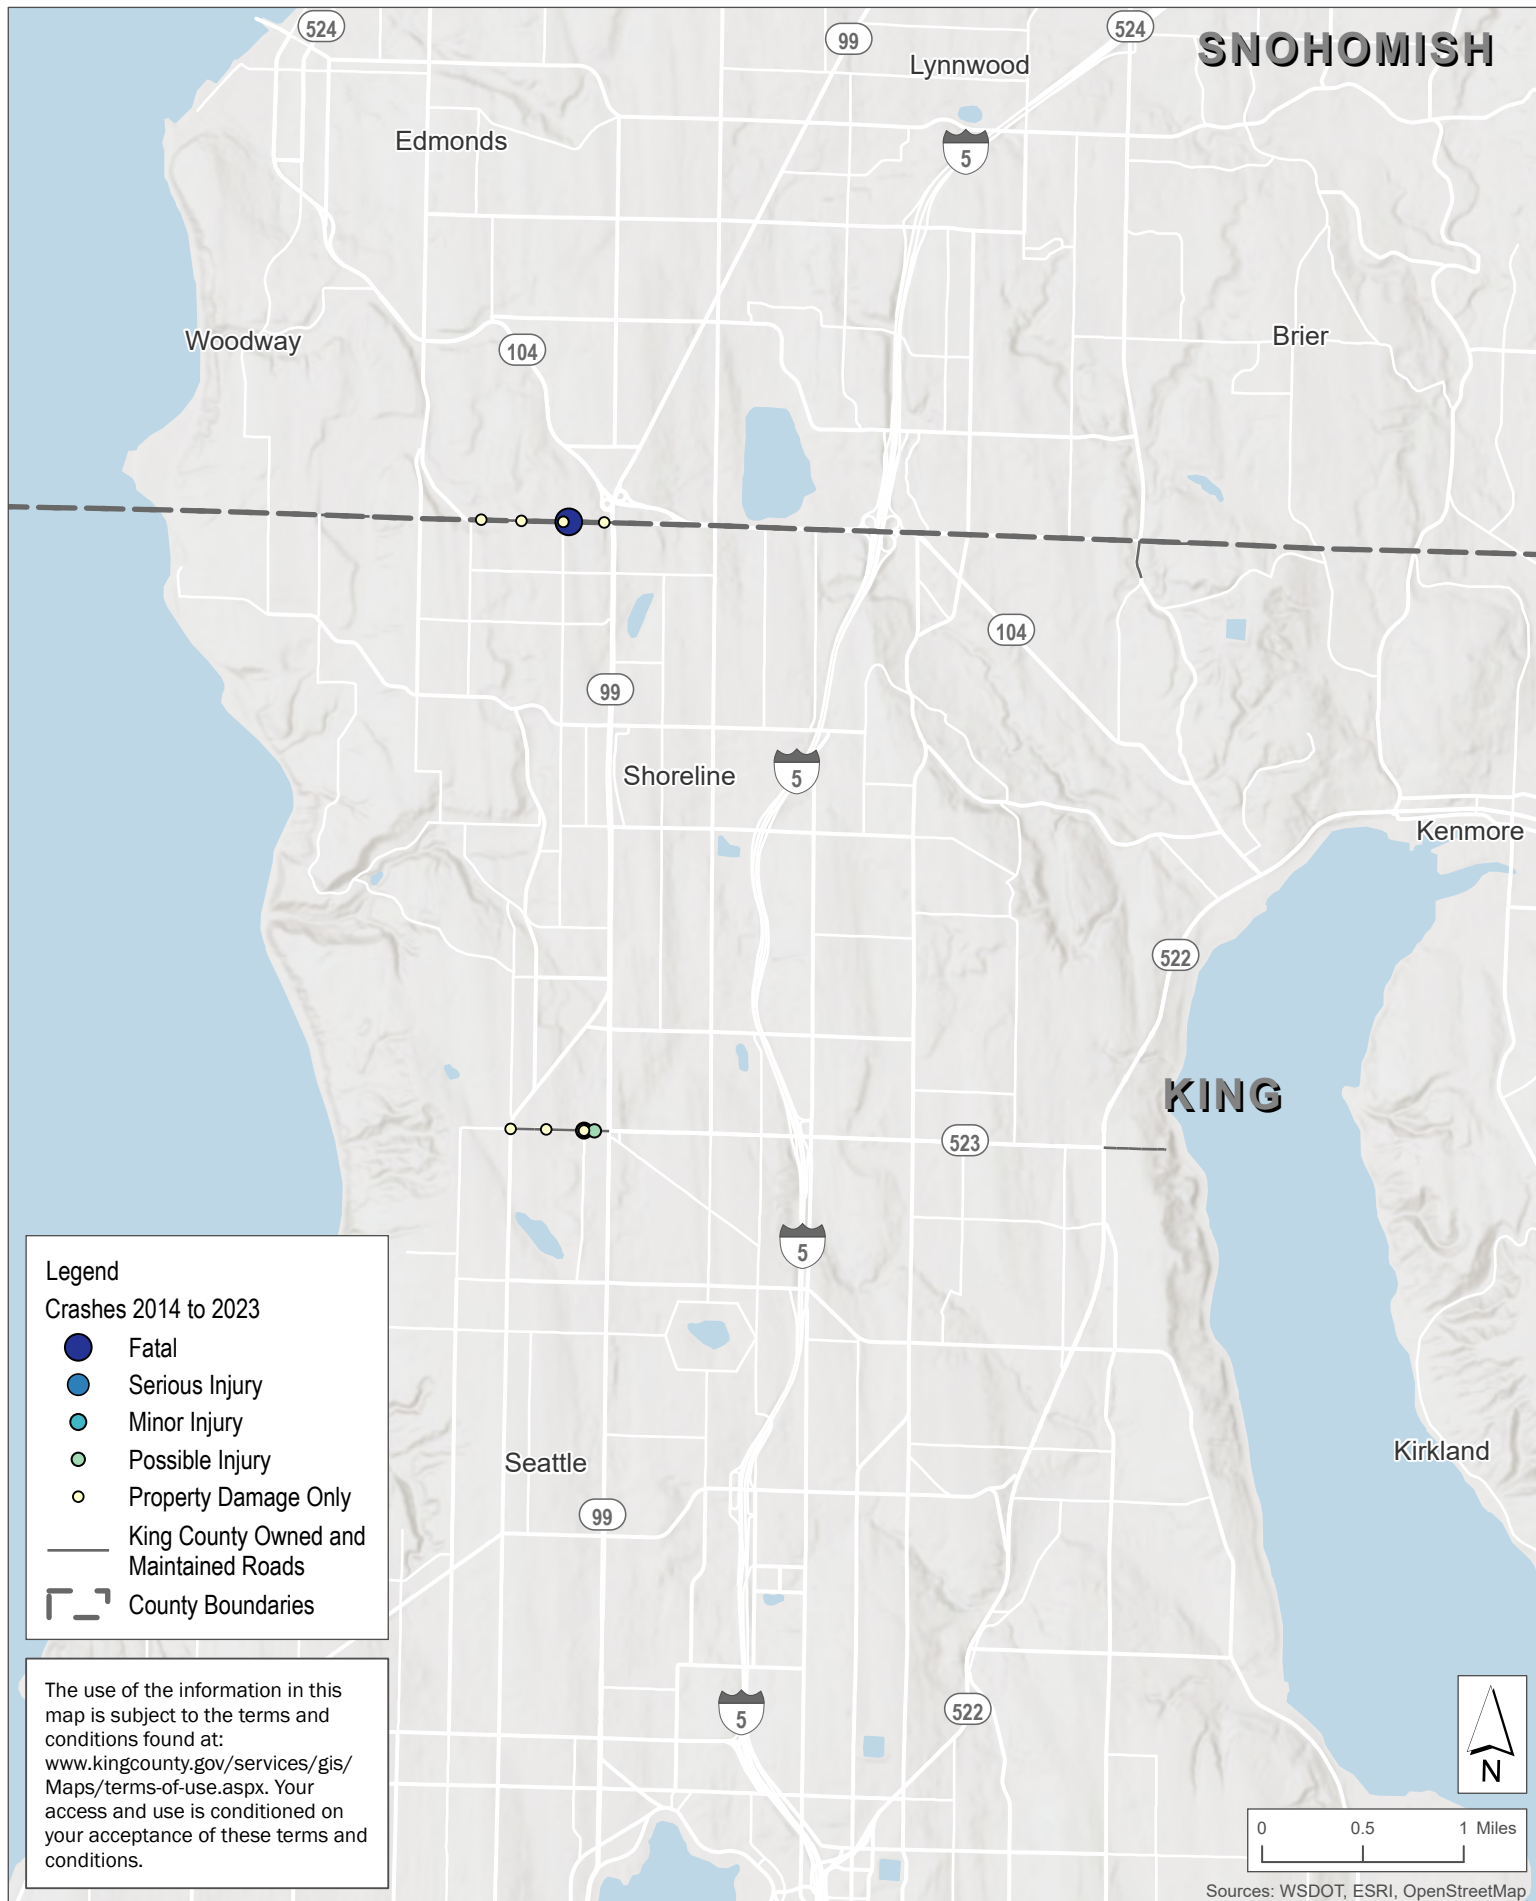 524
99
524
SNOHOMISH
Lynnwood
Edmonds
5
Woodway
Brier
104
104
99
Shoreline
5
Kenmore
522
KING
523
5
Legend
Crashes 2014 to 2023
Fatal
Serious Injury
Minor Injury
Possible Injury
Property Damage Only
King County Owned and
Maintained Roads
County Boundaries
Kirkland
Seattle
99
The use of the information in this
map is subject to the terms and
conditions found at:
www.kingcounty.gov/services/gis/
Maps/terms-of-use.aspx. Your
access and use is conditioned on
your acceptance of these terms and
conditions.
5
522
N
0 0.5 1 Miles
Sources: WSDOT, ESRI, OpenStreetMap